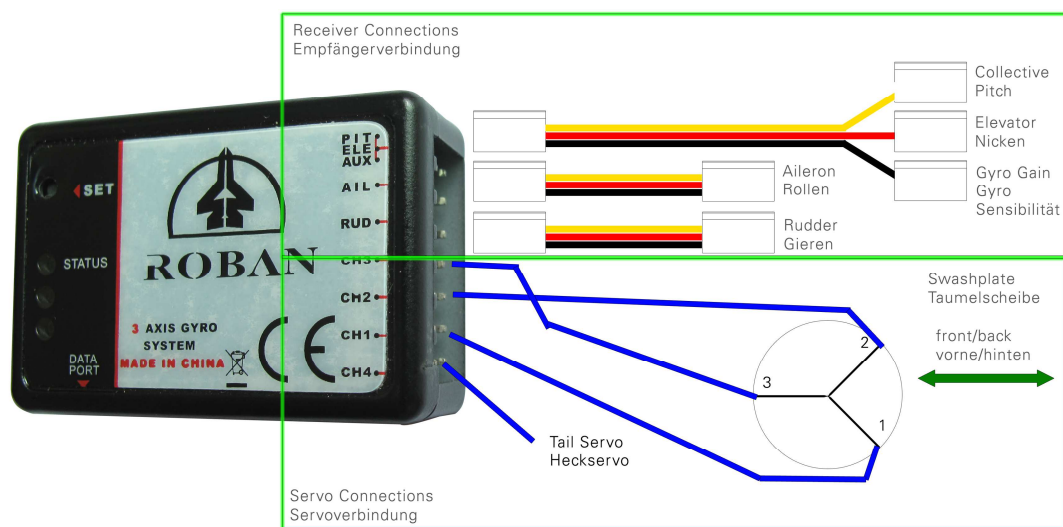 Receiver Connections
Empfängerverbindung
Collective
Pitch
Elevator
Nicken
Gyro Gain
Gyro
Sensibilität
Aileron
Rollen
Rudder
Gieren
SET
STATUS
DATA
PORT
ROBAN
3 AXIS GYRO
SYSTEM
MADE IN CHINA
CE
PIT
ELE
AUX
AIL
RUD
CH3
CH2
CH1
CH4
Swashplate
Taumelscheibe
front/back
vorne/hinten
2
3
1
Tail Servo
Heckservo
Servo Connections
Servoverbindung